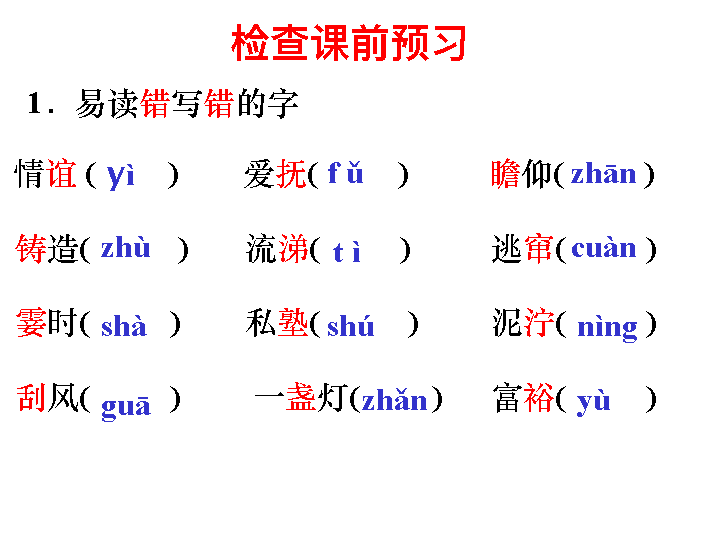 检查课前预习
1．易读错写错的字
情谊 ( yì ) 爱抚( f ǔ ) 瞻仰( zhān )
铸造( zhù ) 流涕( t ì ) 逃窜( cuàn )
霎时( shà ) 私塾( shú ) 泥泞( nìng )
刮风( guā ) 一盏灯( zhǎn ) 富裕( yù )